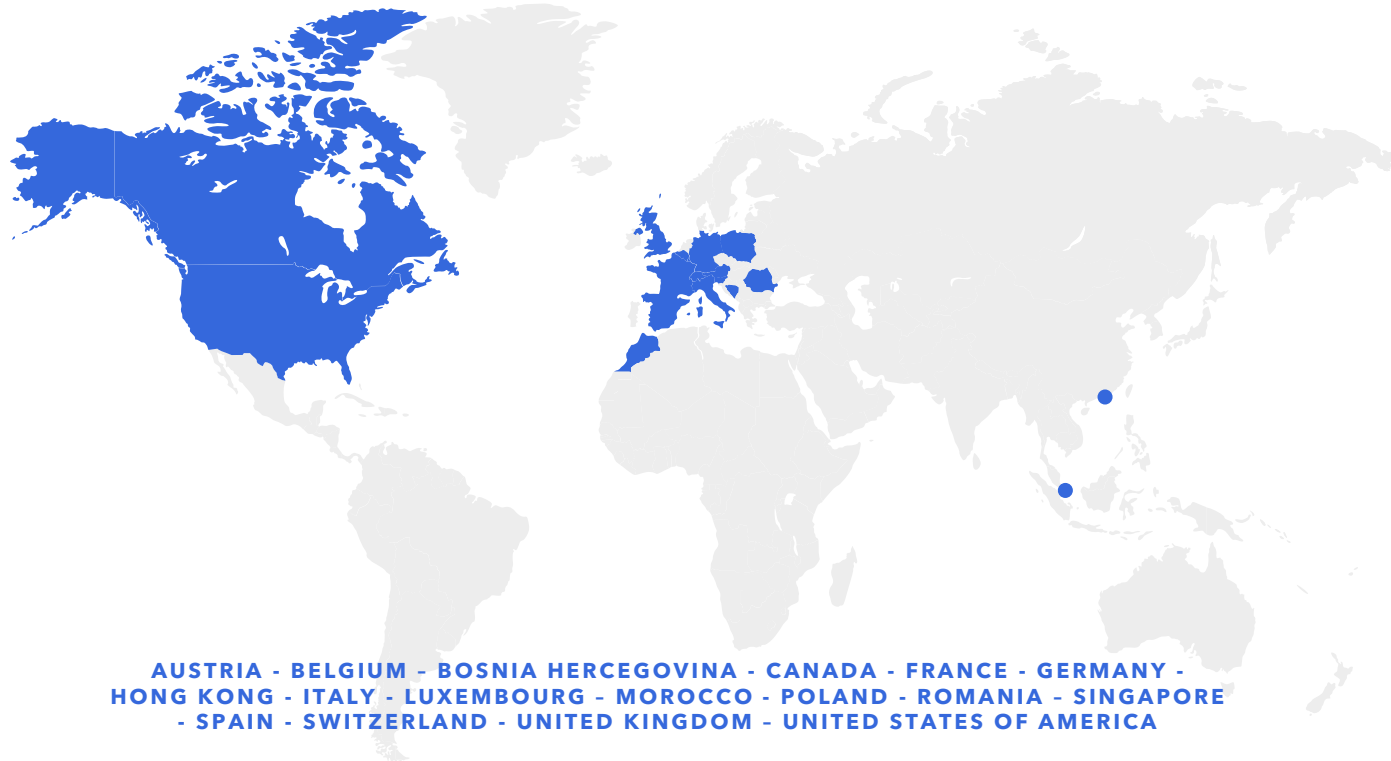 AUSTRIA - BELGIUM – BOSNIA HERCEGOVINA - CANADA - FRANCE - GERMANY -
HONG KONG - ITALY - LUXEMBOURG – MOROCCO - POLAND - ROMANIA – SINGAPORE
- SPAIN - SWITZERLAND - UNITED KINGDOM – UNITED STATES OF AMERICA